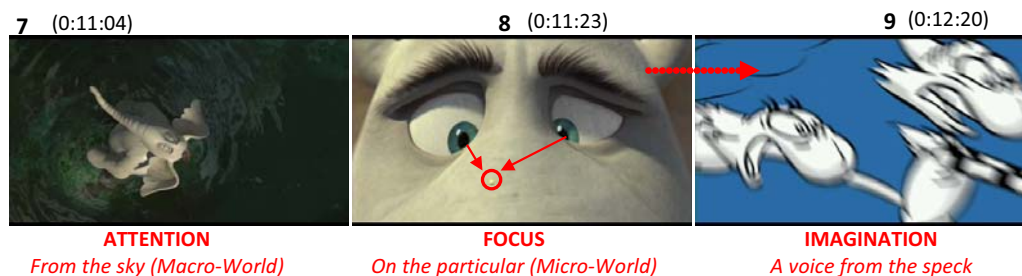 7 (0:11:04)
8 (0:11:23)
9 (0:12:20)
ATTENTION
From the sky (Macro-World)
FOCUS
On the particular (Micro-World)
IMAGINATION
A voice from the speck